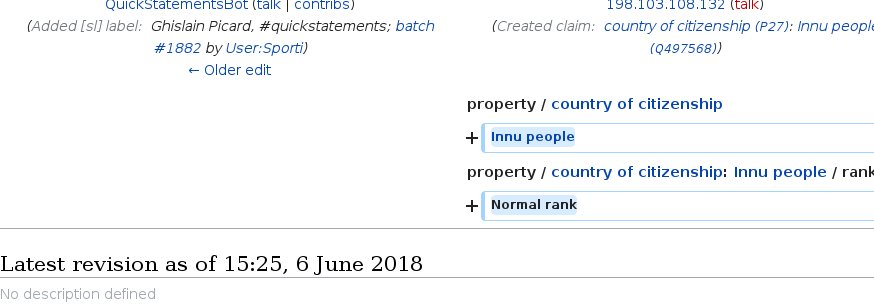 QuickStatementsBot (talk | contribs)
(Added [sl] label: Ghislain Picard, #quickstatements; batch
#1882 by User:Sporti)
← Older edit
198.103.108.132 (talk)
(Created claim: country of citizenship (P27): Innu people
(Q497568))
property / country of citizenship
+ Innu people
property / country of citizenship: Innu people / rank
+ Normal rank
Latest revision as of 15:25, 6 June 2018
No description defined